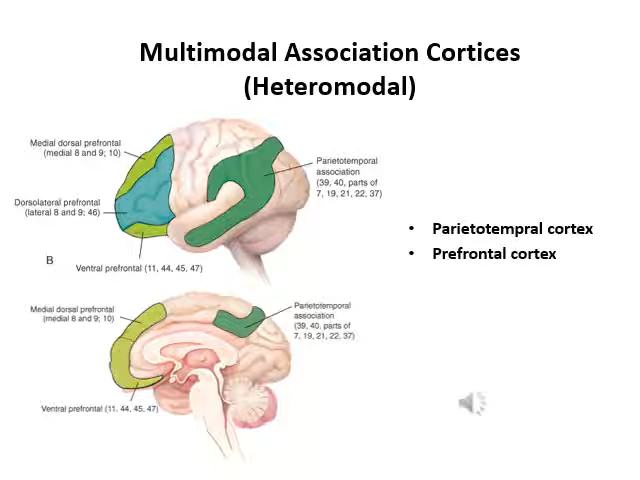 Multimodal Association Cortices
(Heteromodal)
Medial dorsal prefrontal
(medial 8 and 9; 10)
Parietotemporal
association
(39, 40, parts of
7, 19, 21, 22, 37)
Dorsolateral prefrontal
(lateral 8 and 9; 46)
B
Ventral prefrontal (11, 44, 45, 47)
• Parietotempral cortex
• Prefrontal cortex
Medial dorsal prefrontal
(medial 8 and 9; 10)
Parietotemporal
association
(39, 40, parts of
7, 19, 21, 22, 37)
Ventral prefrontal (11, 44, 45, 47)